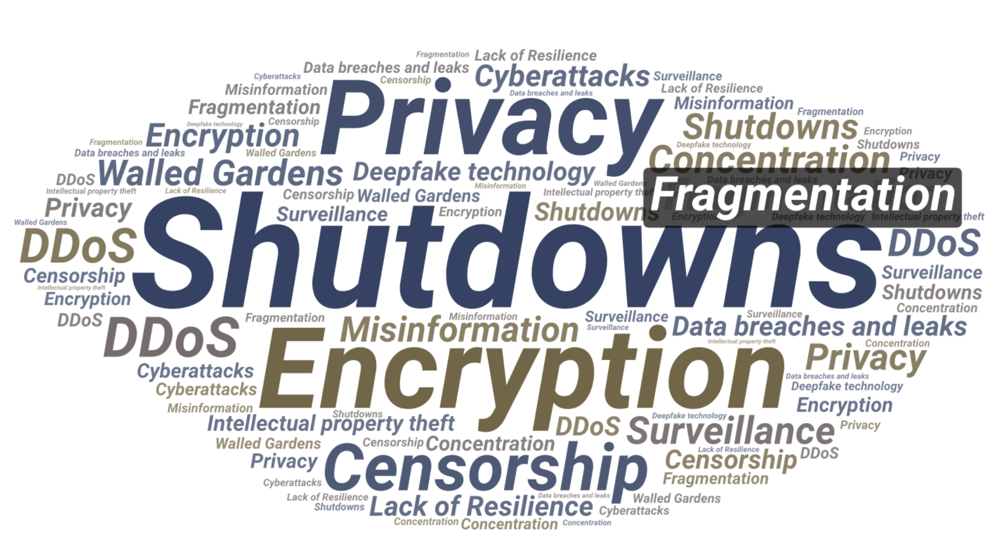 Fragmentation
Lack of Resilience
Data breaches and leaks
Cyberattacks
Cyberattacks
Surveillance
Censorship
Misinformation
Lack of Resilience
Data breaches and leaks
Privacy
Misinformation
Fragmentation
Fragmentation
Shutdowns
Censorship
Deepfake technology
Encryption
Encryption
Fragmentation
Deepfake technology
Shutdowns
Data breaches and leaks
Walled Gardens
Concentration
Privacy
Walled Gardens
Deepfake technology
Privacy
DDoS
Data breaches and leaks
Walled Gardens
Misinformation
Intellectual property theft
Lack of Resilience
Censorship
Walled Gardens
Intellectual property theft
Fragmentation
Privacy
Surveillance
Encryption
Shutdowns
Encryption
Deepfake technology
Intellectual property theft
Walled Gardens
DDoS
Shutdowns
DDoS
Censorship
Surveillance
Intellectual property theft
Shutdowns
Encryption
Concentration
DDoS
DDoS
Fragmentation
Misinformation
Misinformation
Surveillance
Surveillance
Surveillance
Data breaches and leaks
Intellectual property theft
Concentration
Encryption
Privacy
Cyberattacks
Data breaches and leaks
Deepfake technology
Cyberattacks
Misinformation
Encryption
Shutdowns
Intellectual property theft
Deepfake technology
DDoS
Surveillance
Privacy
Walled Gardens
Censorship
Concentration
Lack of Resilience
DDoS
Privacy
Censorship
Censorship
Cyberattacks
Fragmentation
Lack of Resilience
Data breaches and leaks
Walled Gardens
Shutdowns
Lack of Resilience
Cyberattacks
Concentration
Concentration
Concentration